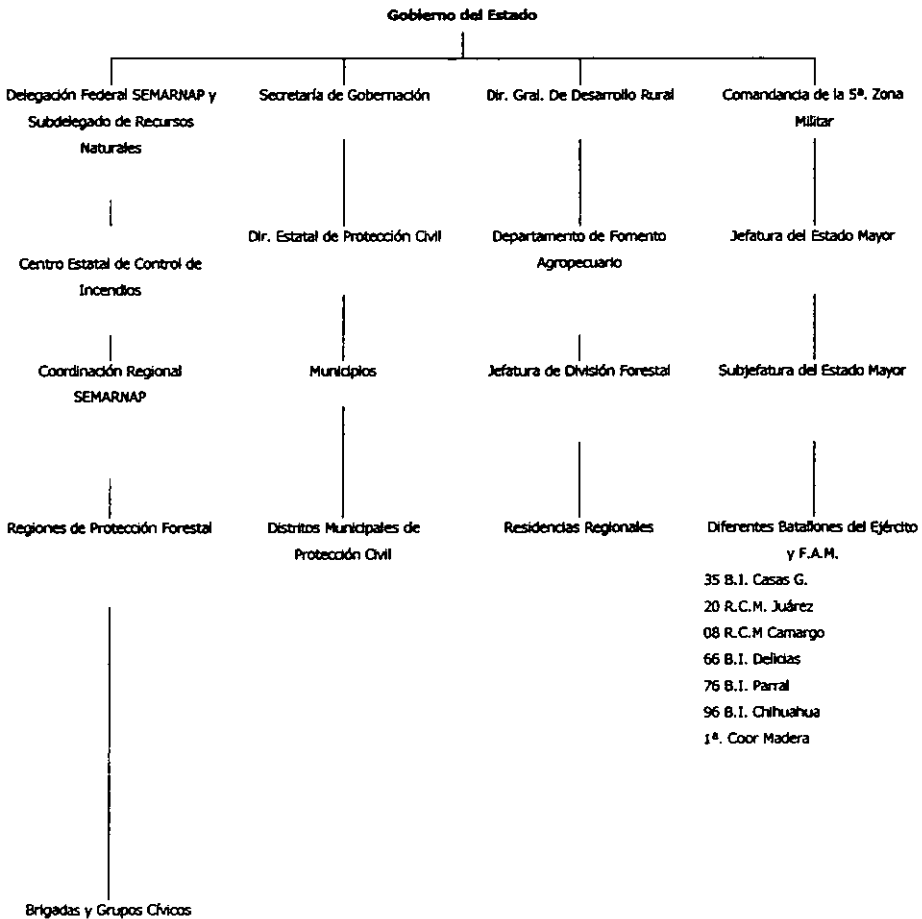 Gobierno del Estado
Delegación Federal SEMARNAP y
Subdelegado de Recursos
Naturales
Secretaría de Gobernación
Dir. Gral. De Desarrollo Rural
Comandancia de la 5ª. Zona
Militar
Centro Estatal de Control de
Incendios
Dir. Estatal de Protección Civil
Departamento de Fomento
Agropecuario
Jefatura del Estado Mayor
Coordinación Regional
SEMARNAP
Municipios
Jefatura de División Forestal
Subjefatura del Estado Mayor
Regiones de Protección Forestal
Distritos Municipales de
Protección Civil
Residencias Regionales
Diferentes Batallones del Ejército
y F.A.M.
35 B.I. Casas G.
20 R.C.M. Juárez
08 R.C.M Camargo
66 B.I. Delicias
76 B.I. Parral
96 B.I. Chihuahua
1ª. Coor Madera
Brigadas y Grupos Cívicos